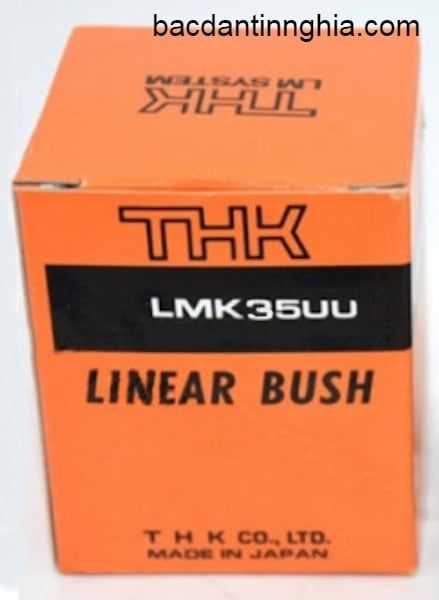 bacdantinnghia.com
THK
LM SYSTEM
THK
LMK35UU
LINEAR BUSH
T H K CO., LTD.
MADE IN JAPAN